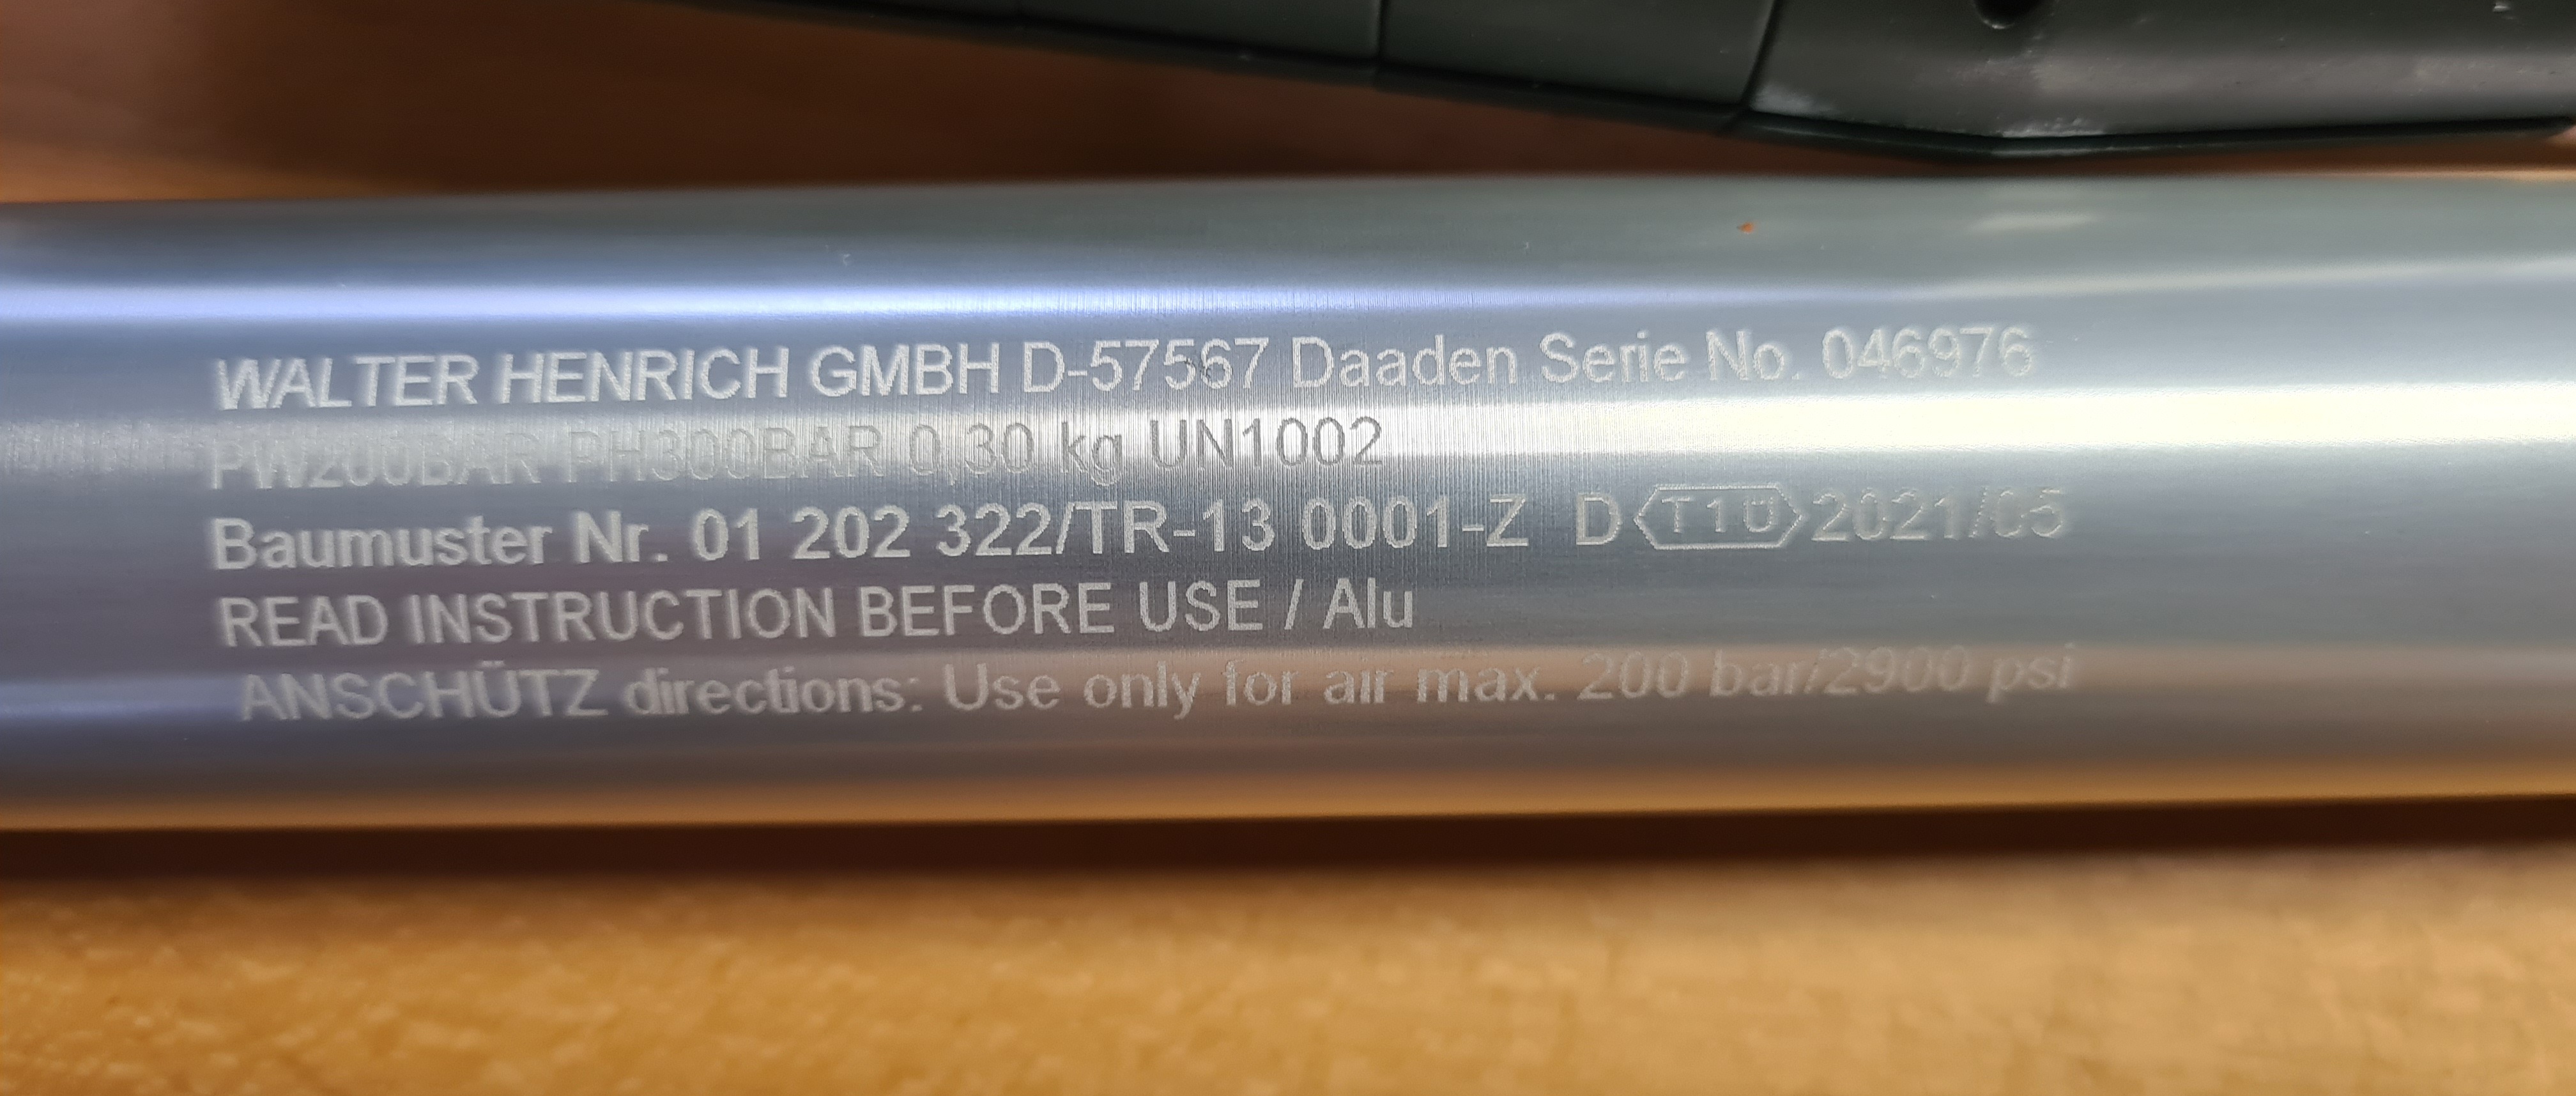 WALTER HENRICH GMBH D-57567 Daaden Serie No. 046976
PW200BAR PH300BAR 0,30 kg UN1002
Baumuster Nr. 01 202 322/TR-13 0001-Z D T1Ü 2021/05
READ INSTRUCTION BEFORE USE / Alu
ANSCHÜTZ directions: Use only for air max. 200 bar/2900 psi